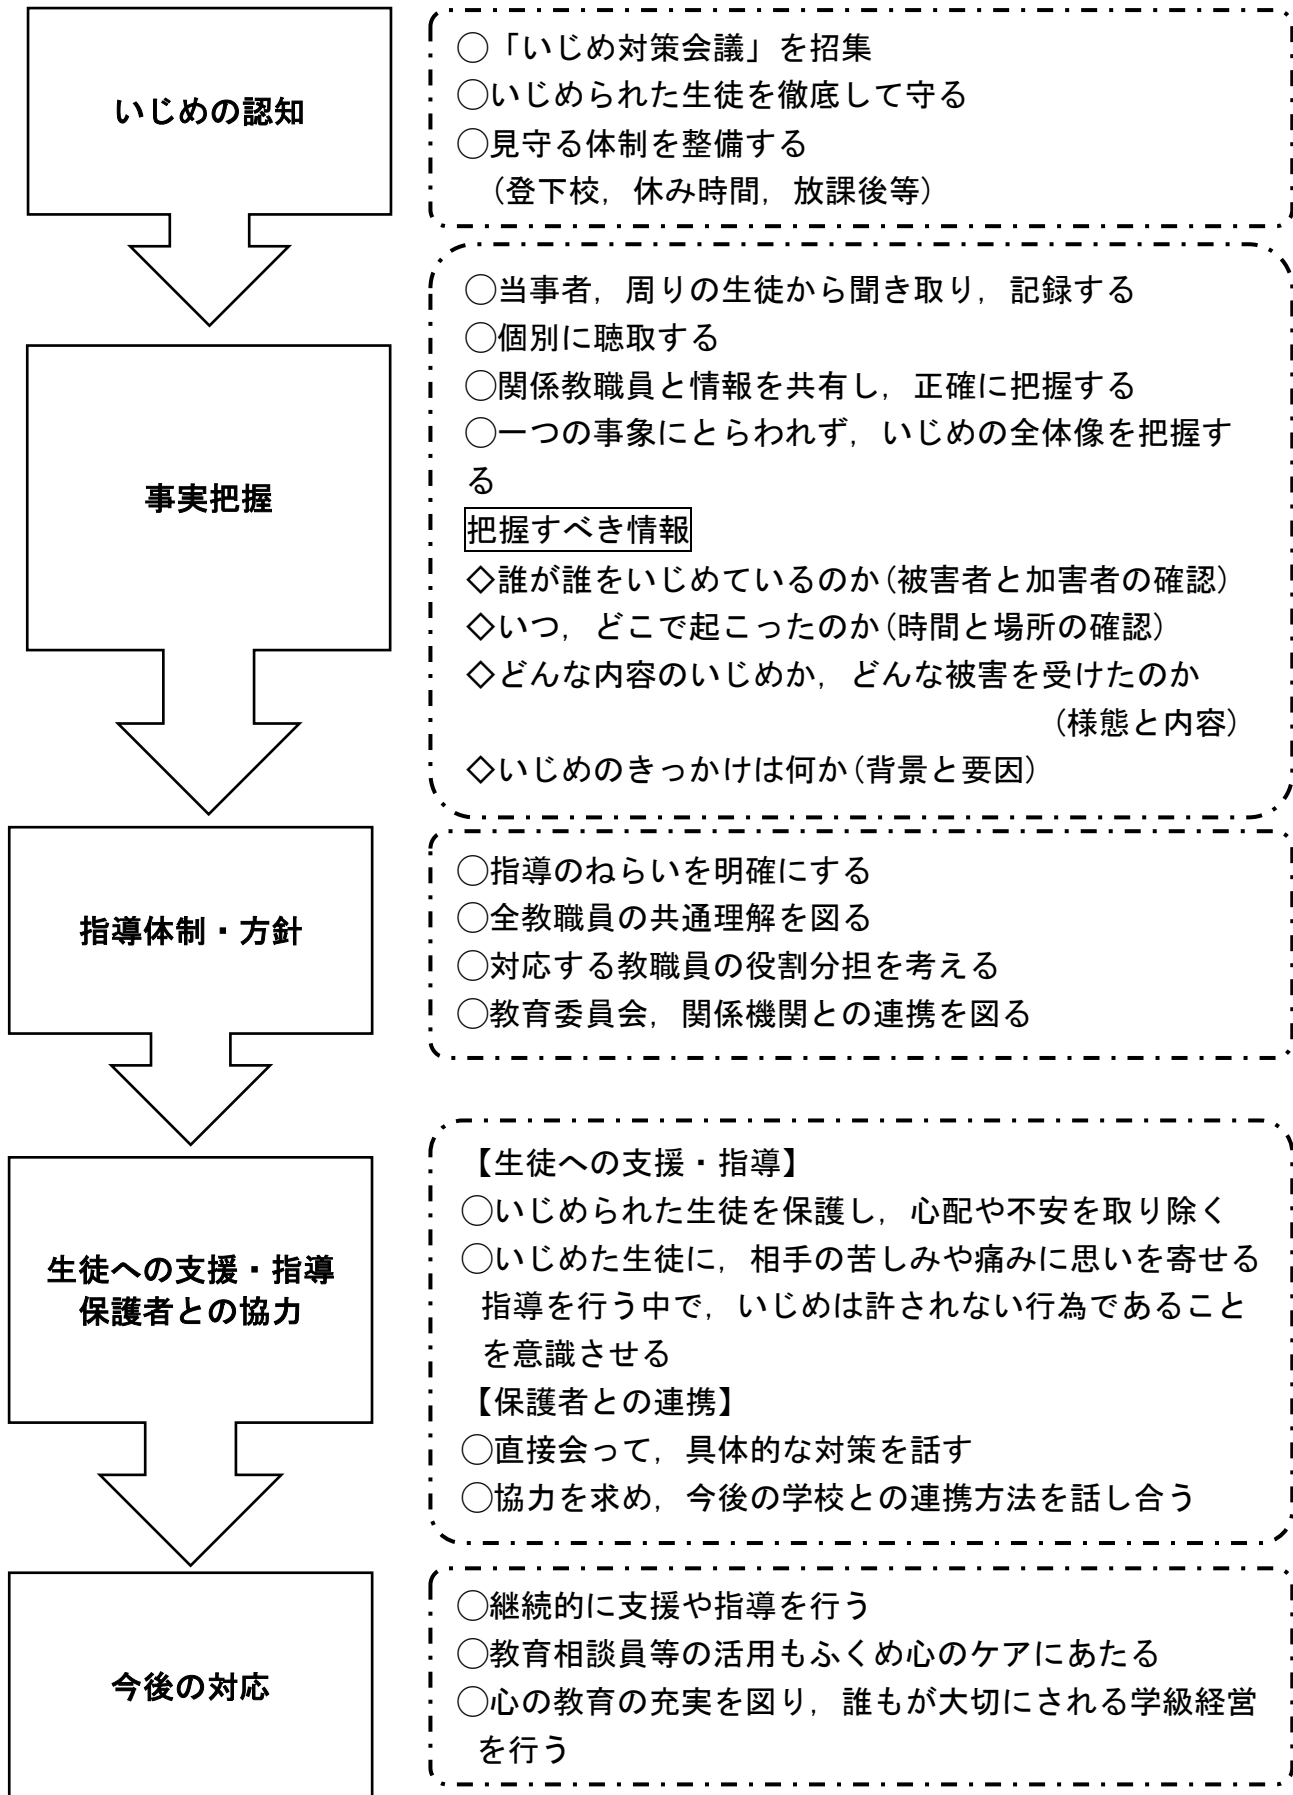 いじめの認知
○「いじめ対策会議」を招集
○いじめられた生徒を徹底して守る
○見守る体制を整備する
(登下校，休み時間，放課後等)
事実把握
○当事者，周りの生徒から聞き取り，記録する
○個別に聴取する
○関係教職員と情報を共有し，正確に把握する
○一つの事象にとらわれず，いじめの全体像を把握す
る
把握すべき情報
◇誰が誰をいじめているのか(被害者と加害者の確認)
◇いつ，どこで起こったのか(時間と場所の確認)
◇どんな内容のいじめか，どんな被害を受けたのか
(様態と内容)
◇いじめのきっかけは何か(背景と要因)
指導体制・方針
○指導のねらいを明確にする
○全教職員の共通理解を図る
○対応する教職員の役割分担を考える
○教育委員会，関係機関との連携を図る
生徒への支援・指導
保護者との協力
【生徒への支援・指導】
○いじめられた生徒を保護し，心配や不安を取り除く
○いじめた生徒に，相手の苦しみや痛みに思いを寄せる
指導を行う中で，いじめは許されない行為であること
を意識させる
【保護者との連携】
○直接会って，具体的な対策を話す
○協力を求め，今後の学校との連携方法を話し合う
今後の対応
○継続的に支援や指導を行う
○教育相談員等の活用もふくめ心のケアにあたる
○心の教育の充実を図り，誰もが大切にされる学級経営
を行う